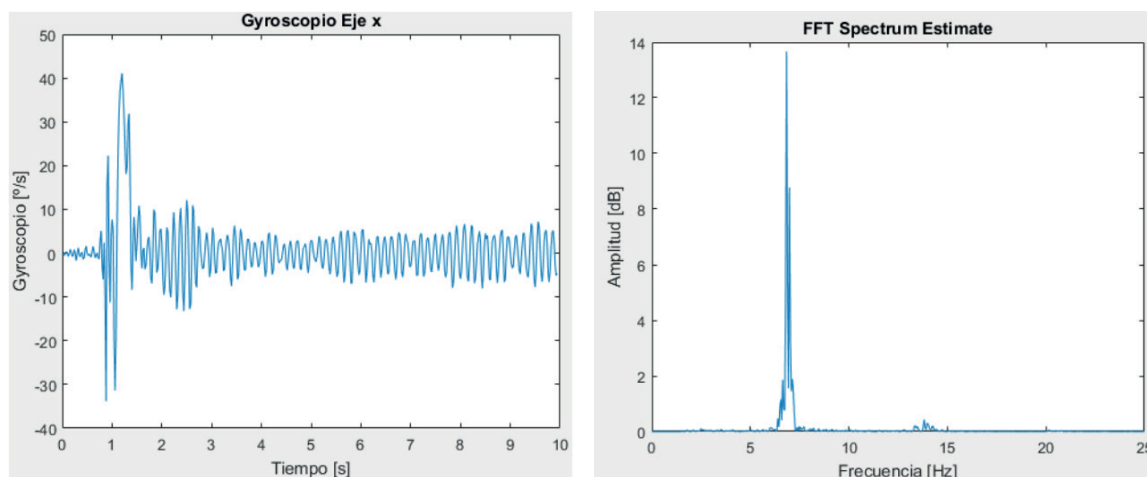 Gyroscopio Eje x
Gyroscopio [º/s]
50
40
30
20
10
0
-10
-20
-30
-40
0 1 2 3 4 5 6 7 8 9 10
Tiempo [s]
FFT Spectrum Estimate
Amplitud [dB]
14
12
10
8
6
4
2
0
0 5 10 15 20 25
Frecuencia [Hz]